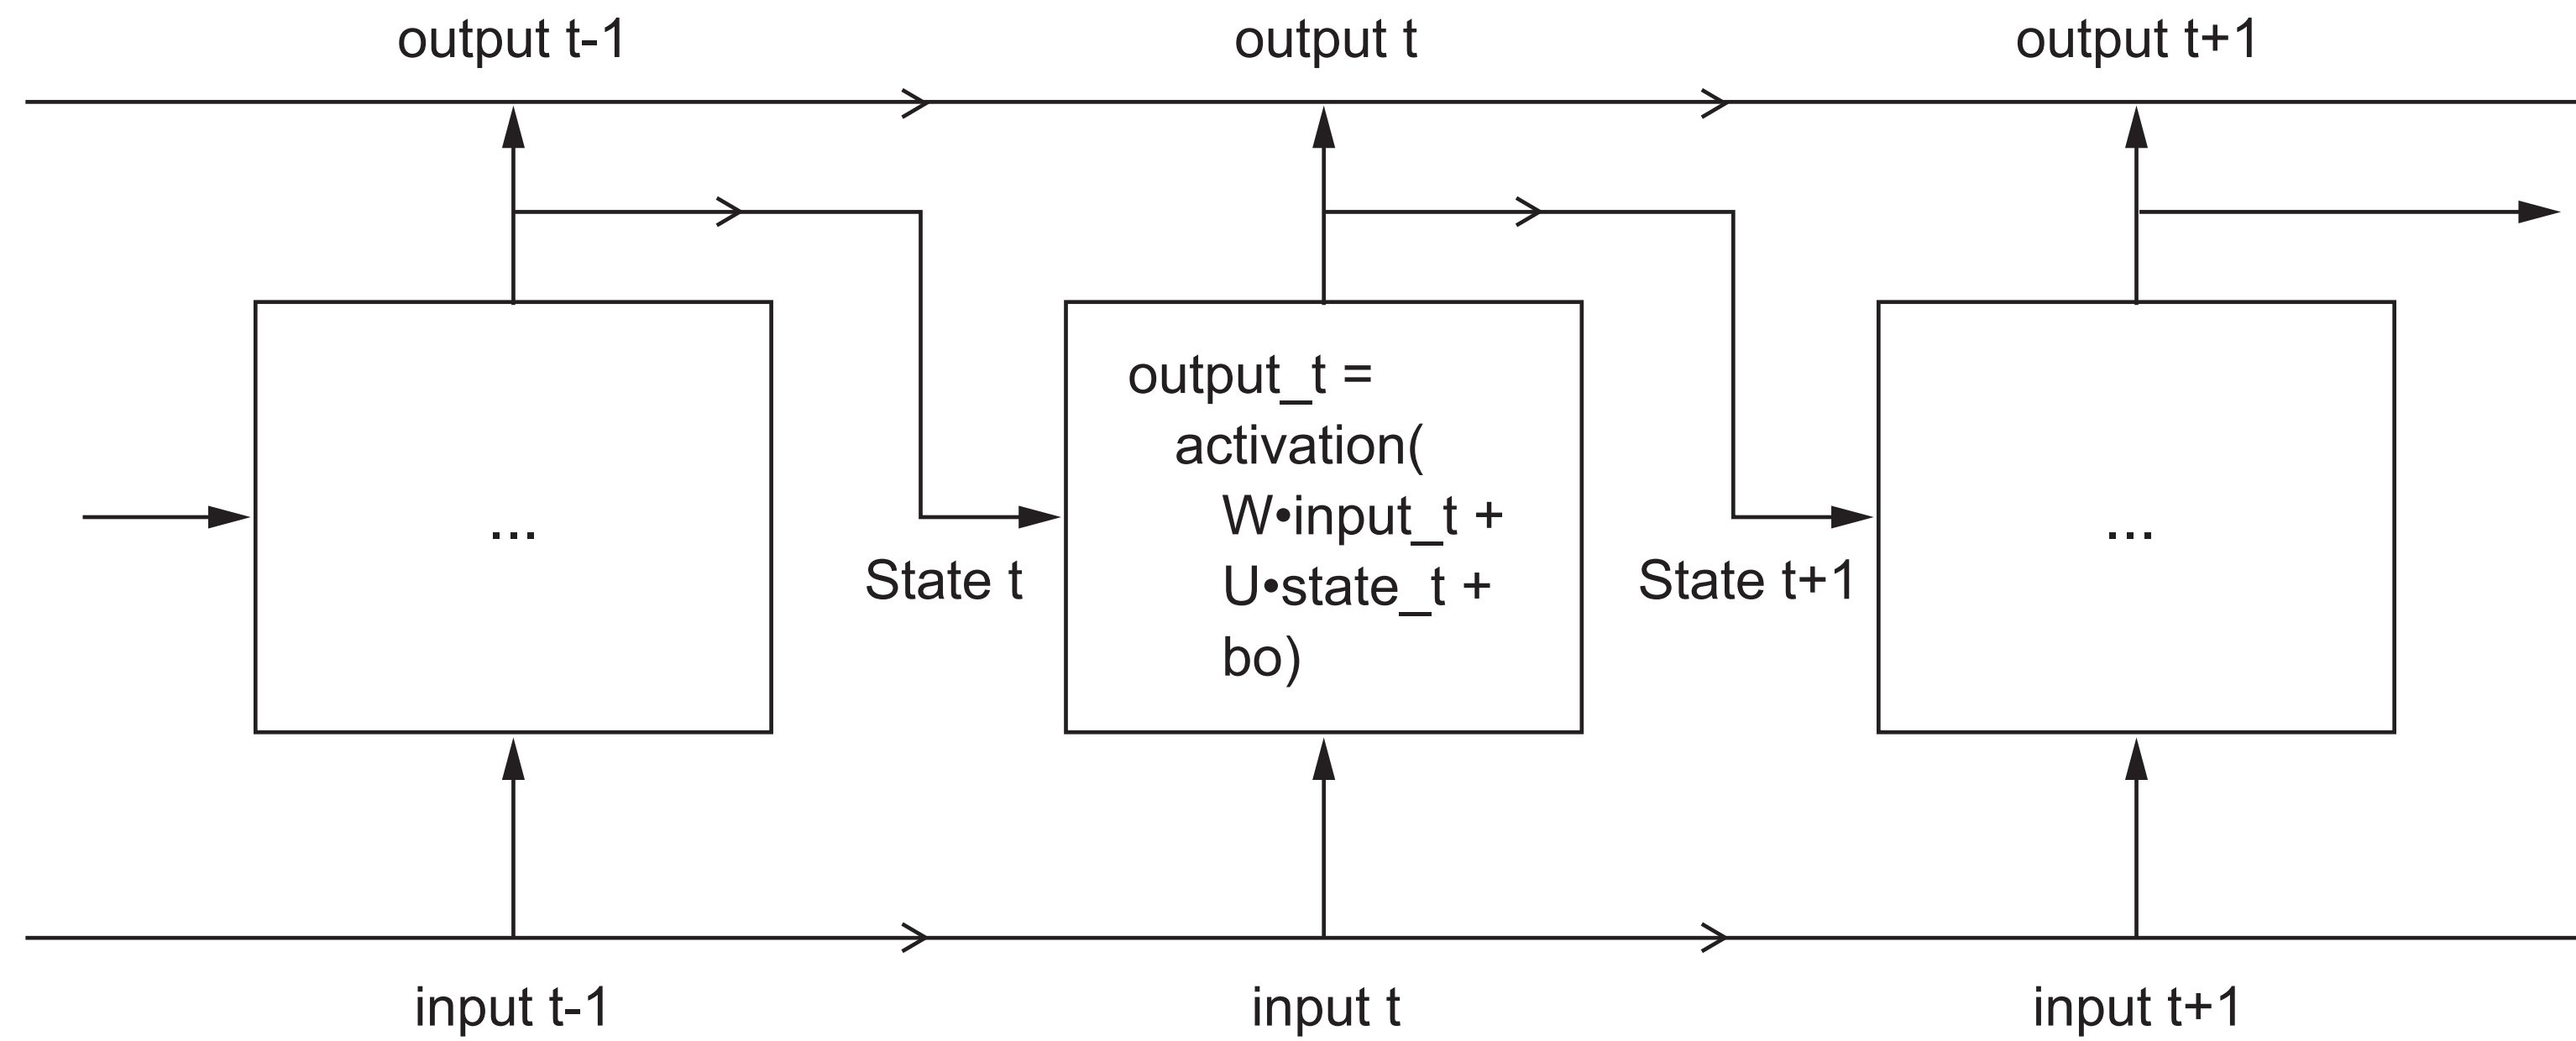 output t-1
output t
output t+1
...
output_t =
activation(
W•input_t +
U•state_t +
bo)
...
State t
State t+1
input t-1
input t
input t+1